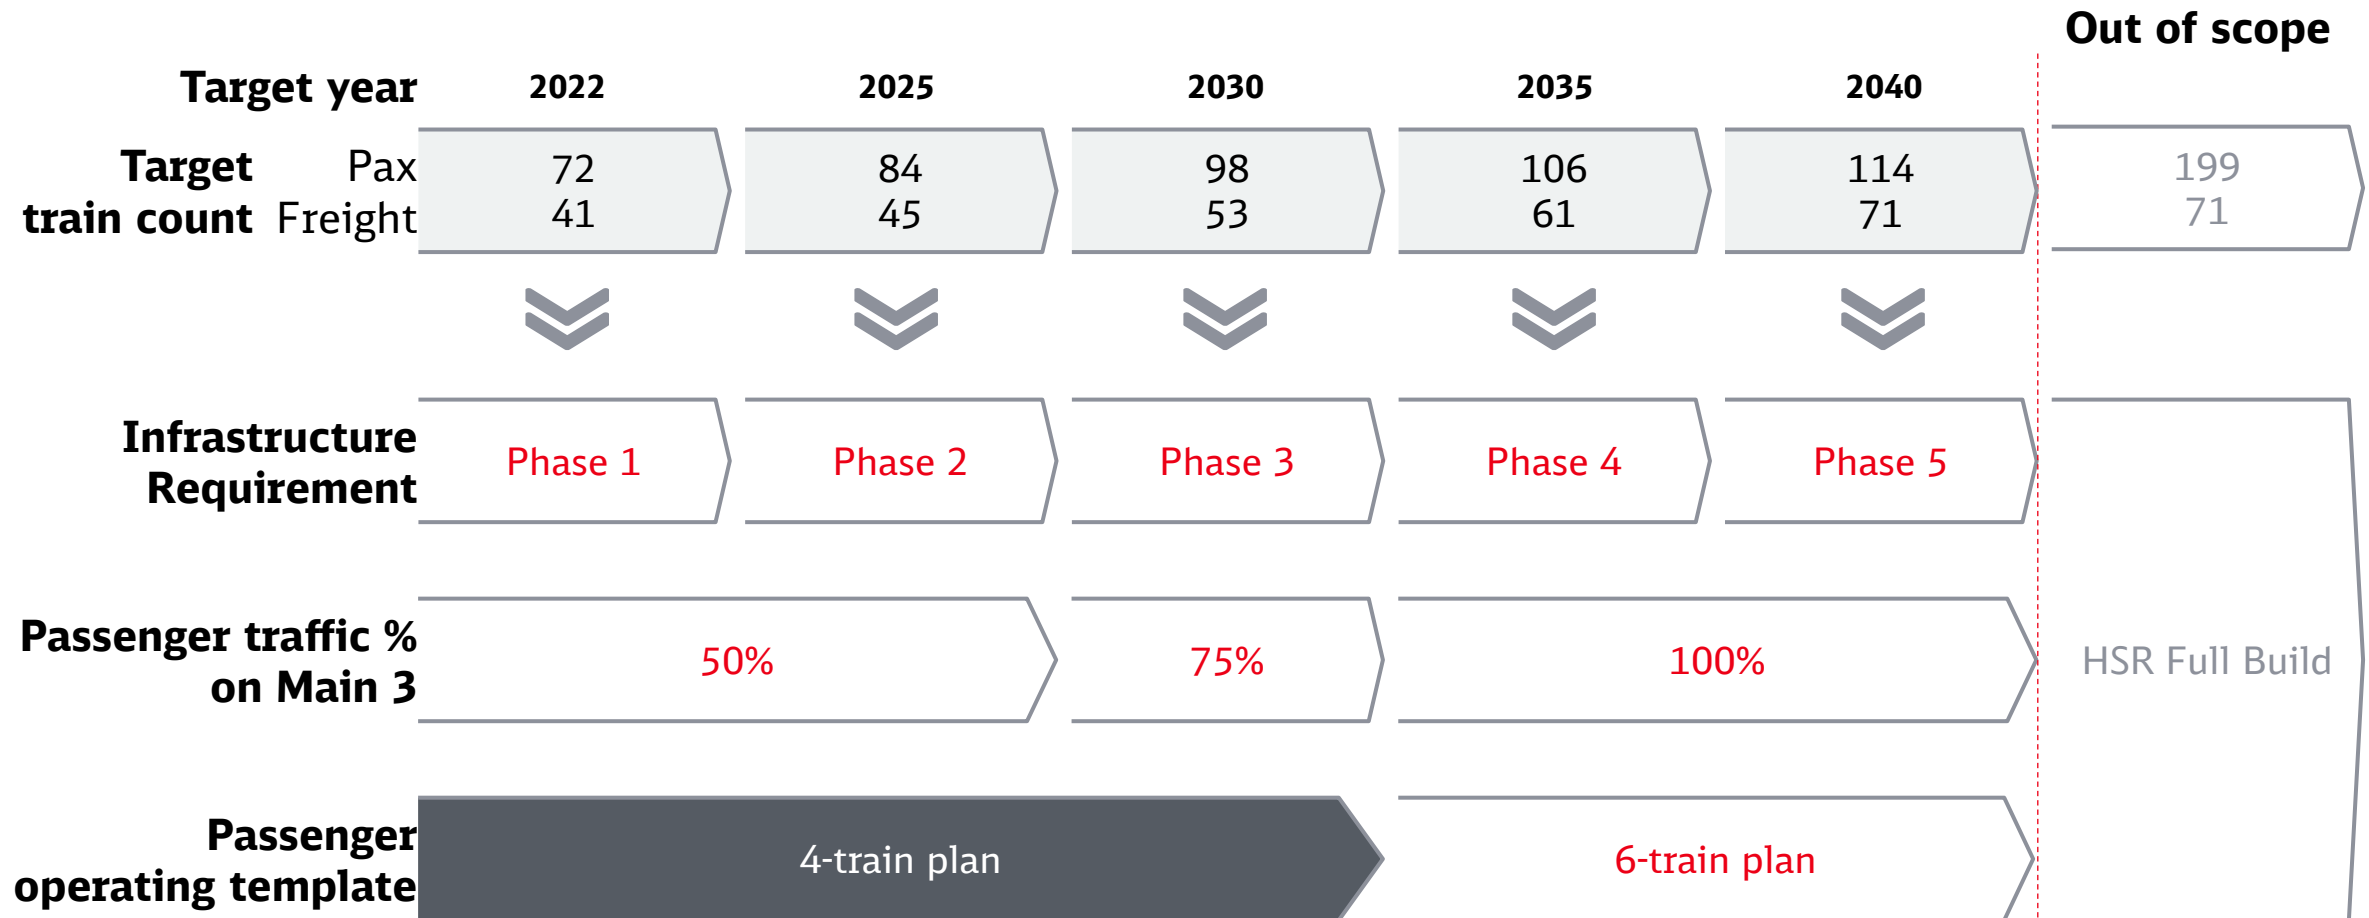 Out of scope
Target year 2022 2025 2030 2035 2040
Target Pax 72 84 98 106 114 199
train count Freight 41 45 53 61 71 71
Infrastructure
Requirement
Phase 1 Phase 2 Phase 3 Phase 4 Phase 5
Passenger traffic %
on Main 3
50% 75% 100% HSR Full Build
Passenger
operating template
4-train plan 6-train plan